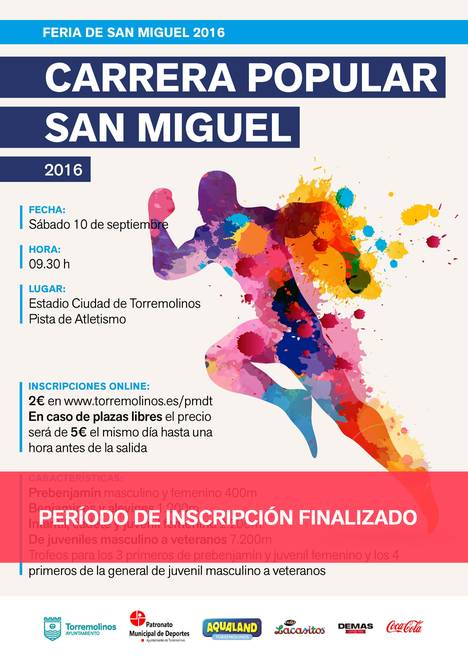 FERIA DE SAN MIGUEL 2016
CARRERA POPULAR
SAN MIGUEL
2016
FECHA:
Sábado 10 de septiembre
HORA:
09.30 h
LUGAR:
Estadio Ciudad de Torremolinos
Pista de Atletismo
INSCRIPCIONES ONLINE:
2€ en www.torremolinos.es/pmdt
En caso de plazas libres el precio
será de 5€ el mismo día hasta una
hora antes de la salida
CARACTERÍSTICAS:
Prebenjamín masculino y femenino 400m
PERÍODO DE INSCRIPCIÓN FINALIZADO
De juveniles masculino a veteranos 7.200m
Trofeos para los 3 primeros de prebenjamín y juvenil femenino y los 4
primeros de la general de juvenil masculino a veteranos
Torremolinos
AYUNTAMIENTO
Patronato
Municipal de Deportes
Ayuntamiento de Torremolinos
AQUALAND
TORREMOLINOS
Lacasitos
DEMAS
Coca-Cola